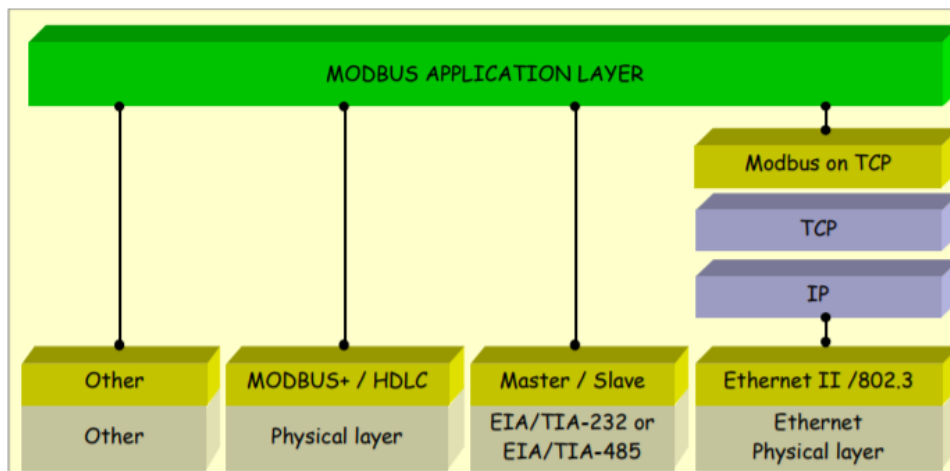 MODBUS APPLICATION LAYER
Modbus on TCP
TCP
IP
Other
MODBUS+ / HDLC
Master / Slave
Ethernet II /802.3
Other
Physical layer
EIA/TIA-232 or
EIA/TIA-485
Ethernet
Physical layer